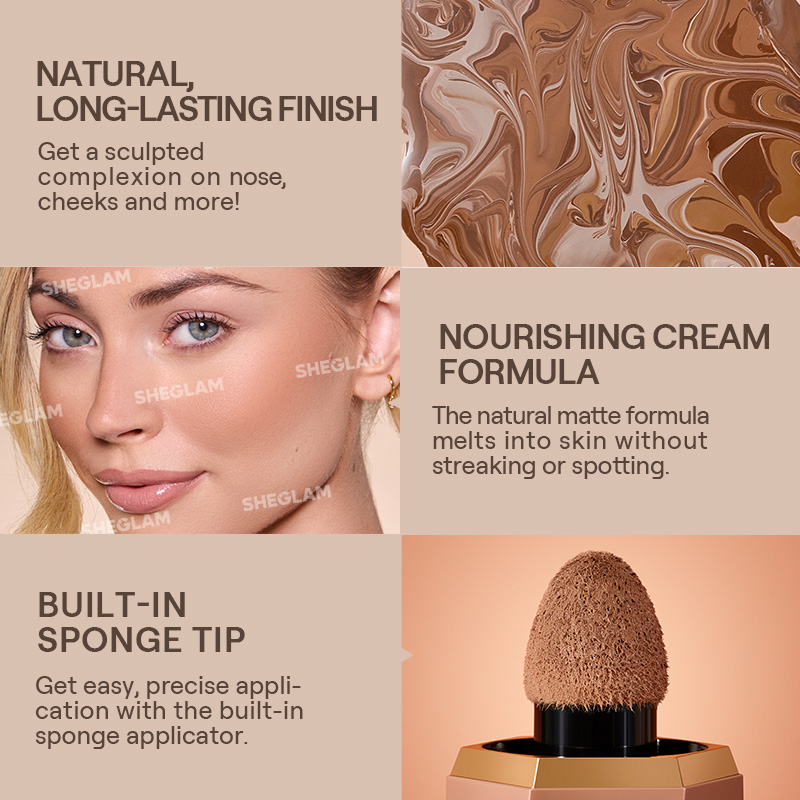 NATURAL,
LONG-LASTING FINISH
Get a sculpted
complexion on nose,
cheeks and more!
SHEGLAM
SHEGLAM
SHEGLAM
SHEGLAM
SHEGLAM
NOURISHING CREAM
FORMULA
The natural matte formula
melts into skin without
streaking or spotting.
BUILT-IN
SPONGE TIP
Get easy, precise appli-
cation with the built-in
sponge applicator.